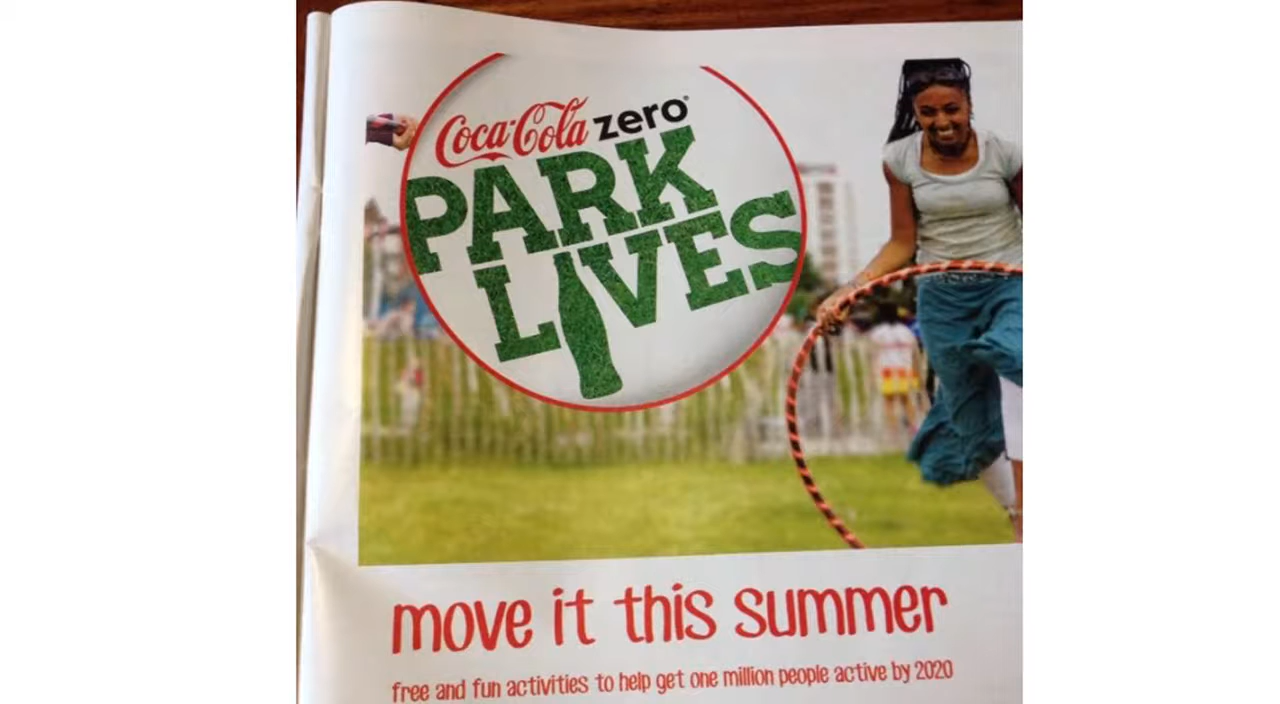 Coca-Cola zero®
PARK
LIVES
move it this summer
free and fun activities to help get one million people active by 2020